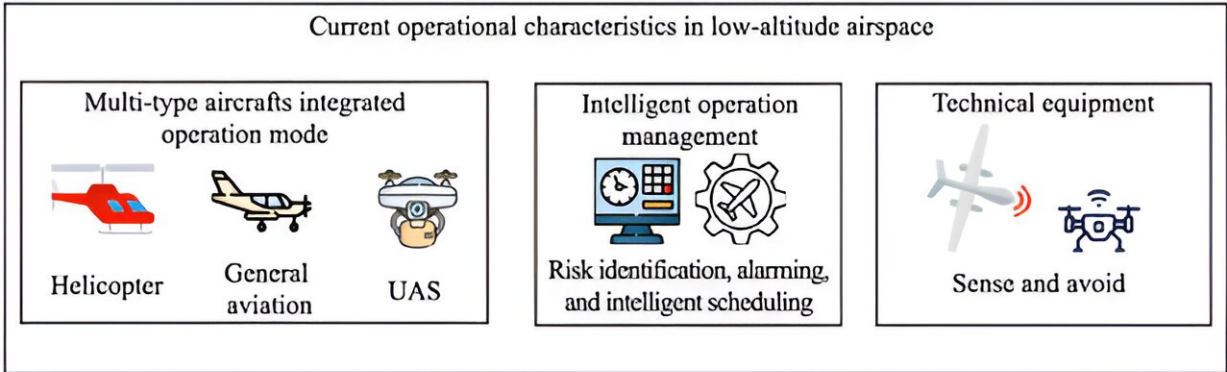 Current operational characteristics in low-altitude airspace
Multi-type aircrafts integrated
operation mode
Helicopter
General
aviation
UAS
Intelligent operation
management
Risk identification, alarming,
and intelligent scheduling
Technical equipment
Sense and avoid